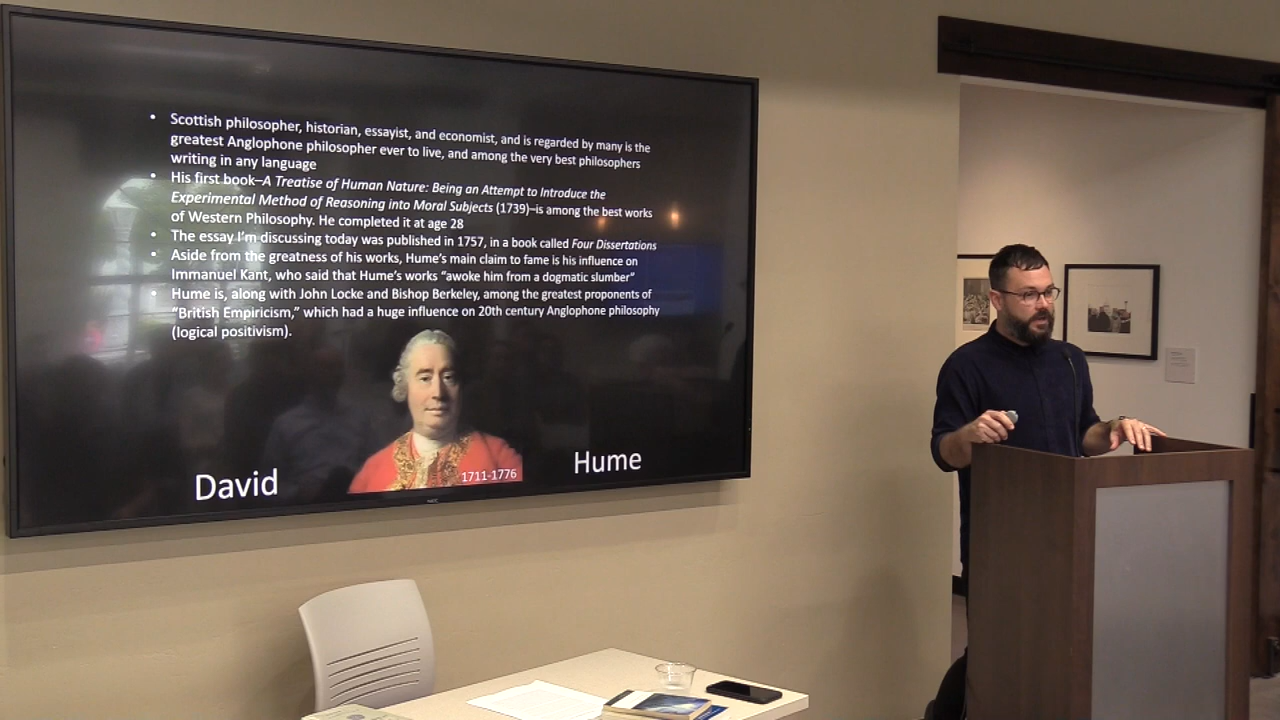 • Scottish philosopher, historian, essayist, and economist, and is regarded by many is the
greatest Anglophone philosopher ever to live, and among the very best philosophers
writing in any language
• His first book–A Treatise of Human Nature: Being an Attempt to Introduce the
Experimental Method of Reasoning into Moral Subjects (1739)–is among the best works
of Western Philosophy. He completed it at age 28
• The essay I'm discussing today was published in 1757, in a book called Four Dissertations
• Aside from the greatness of his works, Hume's main claim to fame is his influence on
Immanuel Kant, who said that Hume's works "awoke him from a dogmatic slumber"
• Hume is, along with John Locke and Bishop Berkeley, among the greatest proponents of
"British Empiricism," which had a huge influence on 20th century Anglophone philosophy
(logical positivism).
David
1711-1776
Hume
NEC